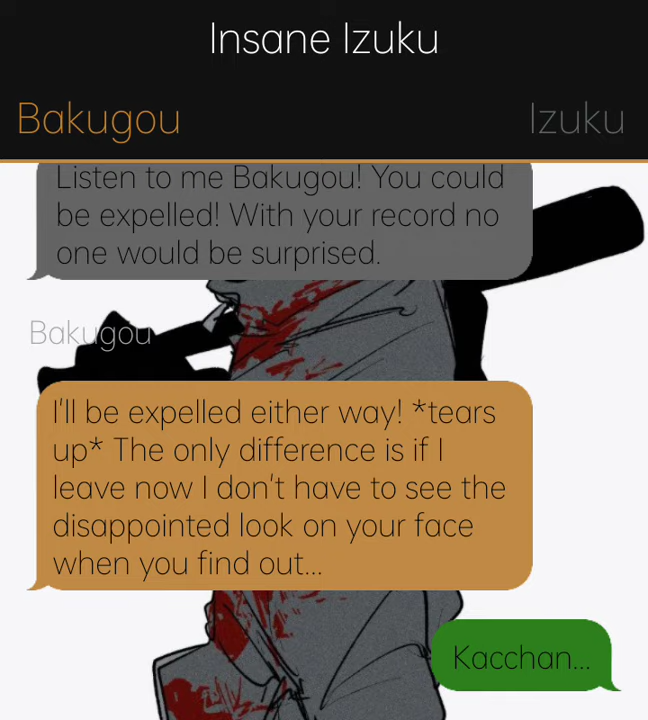 Insane Izuku
Bakugou Izuku
Listen to me Bakugou! You could
be expelled! With your record no
one would be surprised.
Bakugou
I'll be expelled either way! *tears
up* The only difference is if I
leave now I don't have to see the
disappointed look on your face
when you find out...
Kacchan...